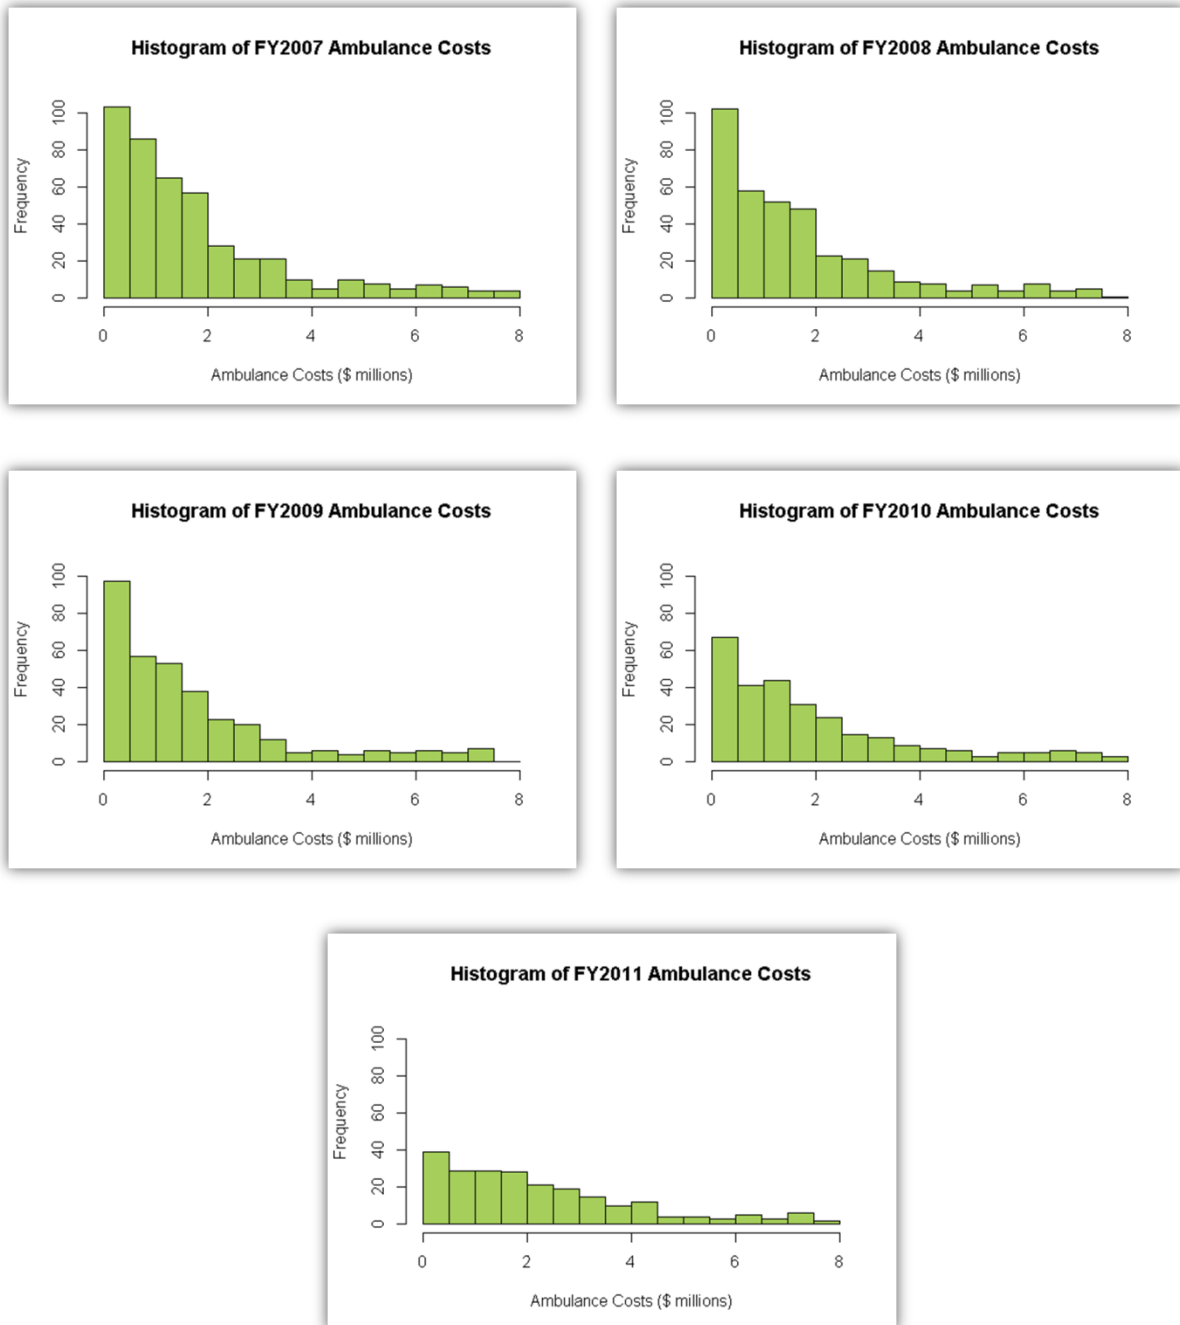 Histogram of FY2007 Ambulance Costs
Frequency
0 20 40 60 80 100
0 2 4 6 8
Ambulance Costs ($ millions)
Histogram of FY2008 Ambulance Costs
Frequency
0 20 40 60 80 100
0 2 4 6 8
Ambulance Costs ($ millions)
Histogram of FY2009 Ambulance Costs
Frequency
0 20 40 60 80 100
0 2 4 6 8
Ambulance Costs ($ millions)
Histogram of FY2010 Ambulance Costs
Frequency
0 20 40 60 80 100
0 2 4 6 8
Ambulance Costs ($ millions)
Histogram of FY2011 Ambulance Costs
Frequency
0 20 40 60 80 100
0 2 4 6 8
Ambulance Costs ($ millions)